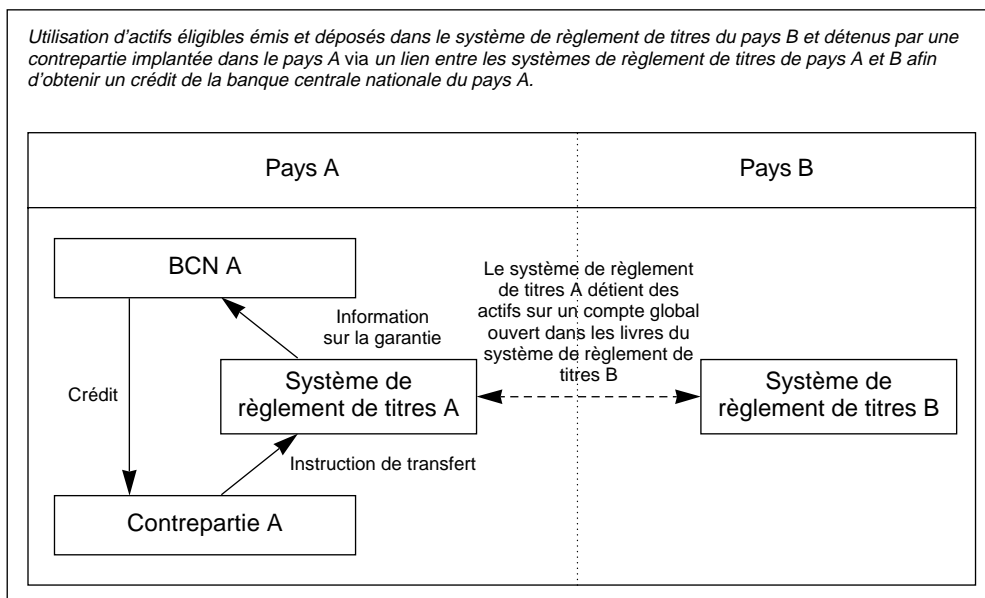 Utilisation d'actifs éligibles émis et déposés dans le système de règlement de titres du pays B et détenus par une
contrepartie implantée dans le pays A via un lien entre les systèmes de règlement de titres de pays A et B afin
d'obtenir un crédit de la banque centrale nationale du pays A.
Pays A
Pays B
BCN A
Information
sur la garantie
Le système de règlement
de titres A détient des
actifs sur un compte global
ouvert dans les livres du
système de règlement de
titres B
Crédit
Système de
règlement de titres A
Système de
règlement de titres B
Instruction de transfert
Contrepartie A